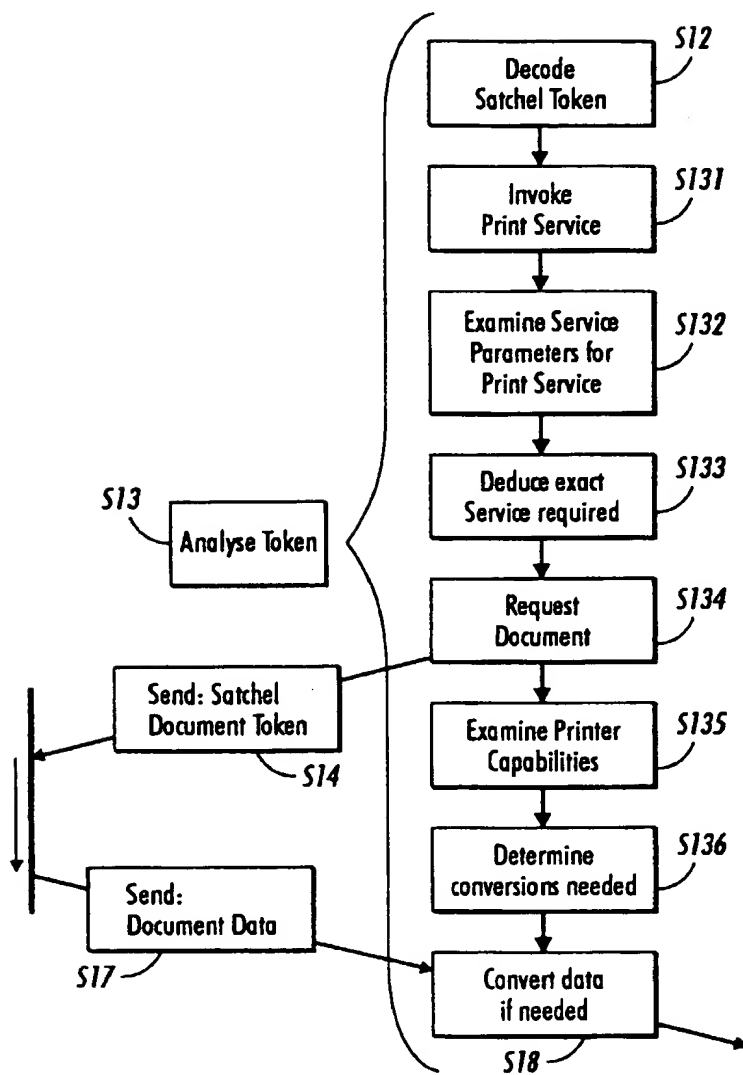 S12
Decode
Satchel Token
S131
Invoke
Print Service
S132
Examine Service
Parameters for
Print Service
S133
Deduce exact
Service required
S13
Analyse Token
S134
Request
Document
Send: Satchel
Document Token
S14
S135
Examine Printer
Capabilities
S136
Determine
conversions needed
Send:
Document Data
S17
Convert data
if needed
S18